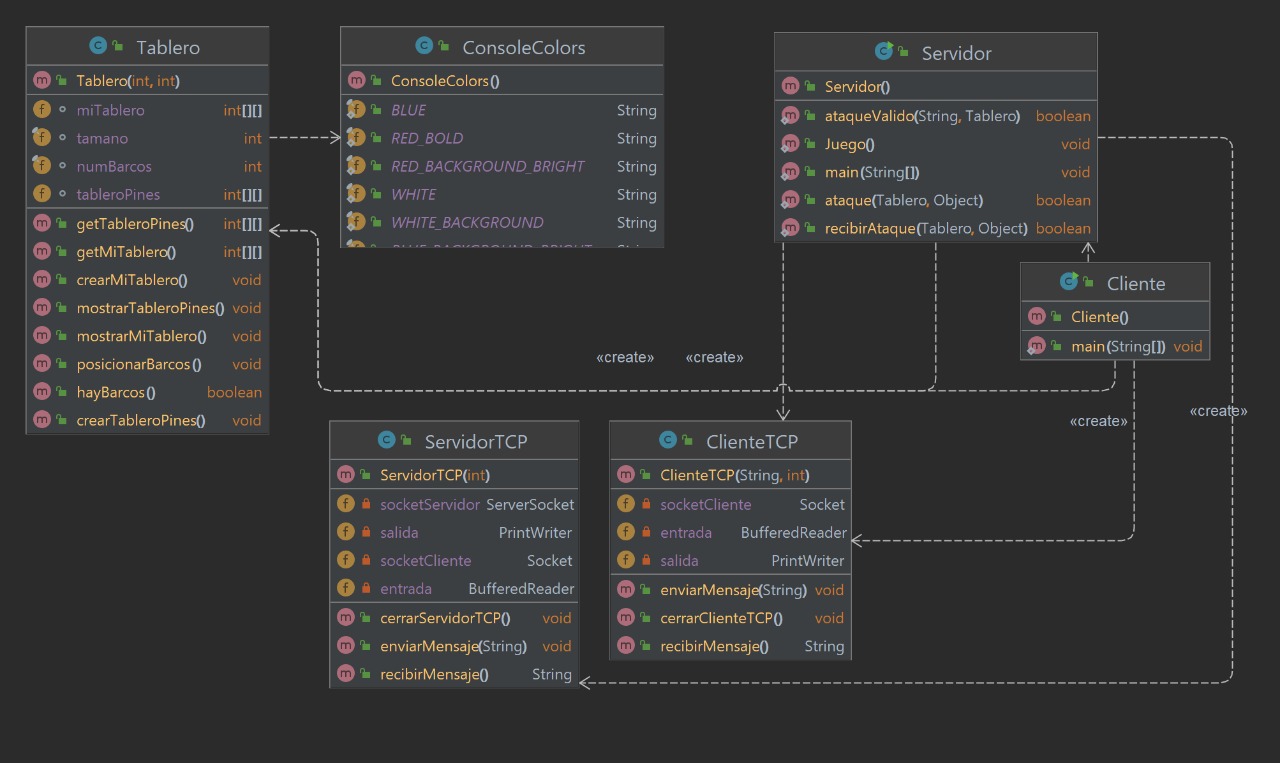 Tablero
Tablero(int, int)
miTablero int[][]
tamano int
numBarcos int
tableroPines int[][]
getTableroPines() int[][]
getMiTablero() int[][]
crearMiTablero() void
mostrarTableroPines() void
mostrarMiTablero() void
posicionarBarcos() void
hayBarcos() boolean
crearTableroPines() void
ConsoleColors
ConsoleColors()
BLUE String
RED_BOLD String
RED_BACKGROUND_BRIGHT String
WHITE String
WHITE_BACKGROUND String
BLUE_BACKGROUND_BRIGHT String
Servidor
Servidor()
ataqueValido(String, Tablero) boolean
Juego() void
main(String[]) void
ataque(Tablero, Object) boolean
recibirAtaque(Tablero, Object) boolean
Cliente
Cliente()
main(String[]) void
«create» «create»
«create»
«create»
ServidorTCP
ServidorTCP(int)
socketServidor ServerSocket
salida PrintWriter
socketCliente Socket
entrada BufferedReader
cerrarServidorTCP() void
enviarMensaje(String) void
recibirMensaje() String
ClienteTCP
ClienteTCP(String, int)
socketCliente Socket
entrada BufferedReader
salida PrintWriter
enviarMensaje(String) void
cerrarClienteTCP() void
recibirMensaje() String